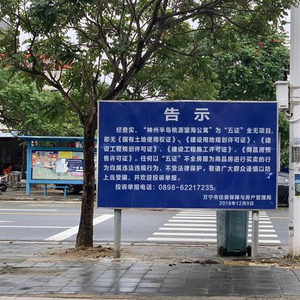 告 示
经查实，“神州半岛桃源望海公寓”为“五证”全无项目，
即无《国有土地使用权证》、《建设用地规划许可证》、《建
设工程规划许可证》、《建设工程施工许可证》、《商品房预
售许可证》。任何以“五证”不全房屋为商品房进行买卖的行
为均属违法违规行为，不受法律保护。敬请广大群众谨慎以防
上当受骗，并欢迎投诉举报。
投诉举报电话：0898-62217235。
万宁市住房保障与房产管理局
2018年12月9日